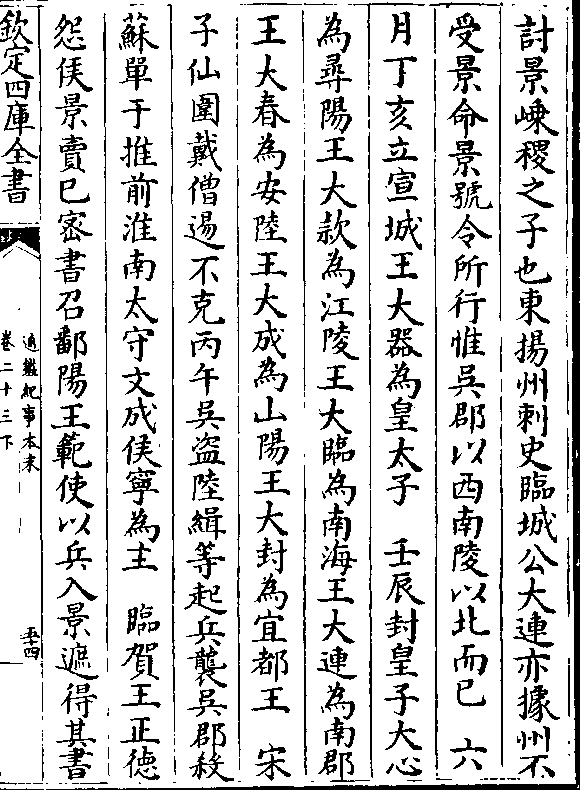 討景嵊稷之子也東揚州刺史臨城公大連亦據州不
受景命景號令所行惟吳郡以西南陵以北而已　六
月丁亥立宣城王大器為皇太子　壬辰封皇子大心
為尋陽王大款為江陵王大臨為南海王大連為南郡
王大春為安陸王大成為山陽王大封為宜都王　宋
子仙圍戴僧逷不克丙午吳盜陸緝等起兵襲吳郡殺
蘇單于推前淮南太守文成侯寧為主　臨賀王正德
怨侯景賣已密書召鄱陽王範使以兵入景遮得其書
欽定四庫全書
通鑑紀事本末
卷二十三下
五十四